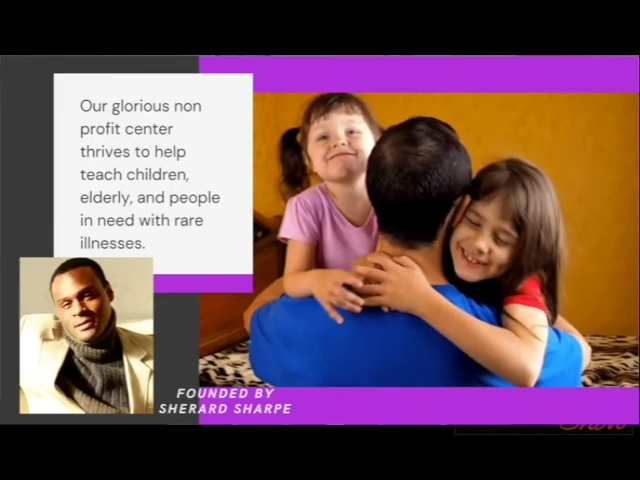 Our glorious non
profit center
thrives to help
teach children,
elderly, and people
in need with rare
illnesses.
FOUNDED BY
SHERARD SHARPE